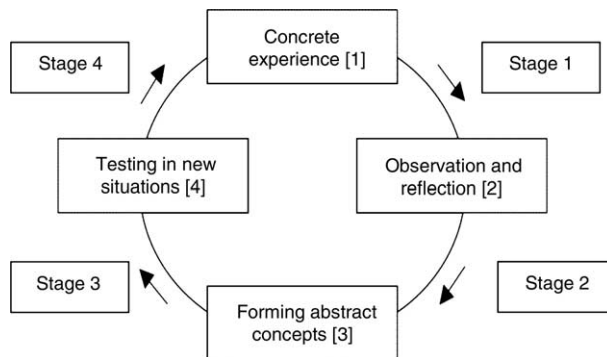 Concrete
experience [1]
Stage 4
Stage 1
Testing in new
situations [4]
Observation and
reflection [2]
Stage 3
Stage 2
Forming abstract
concepts [3]